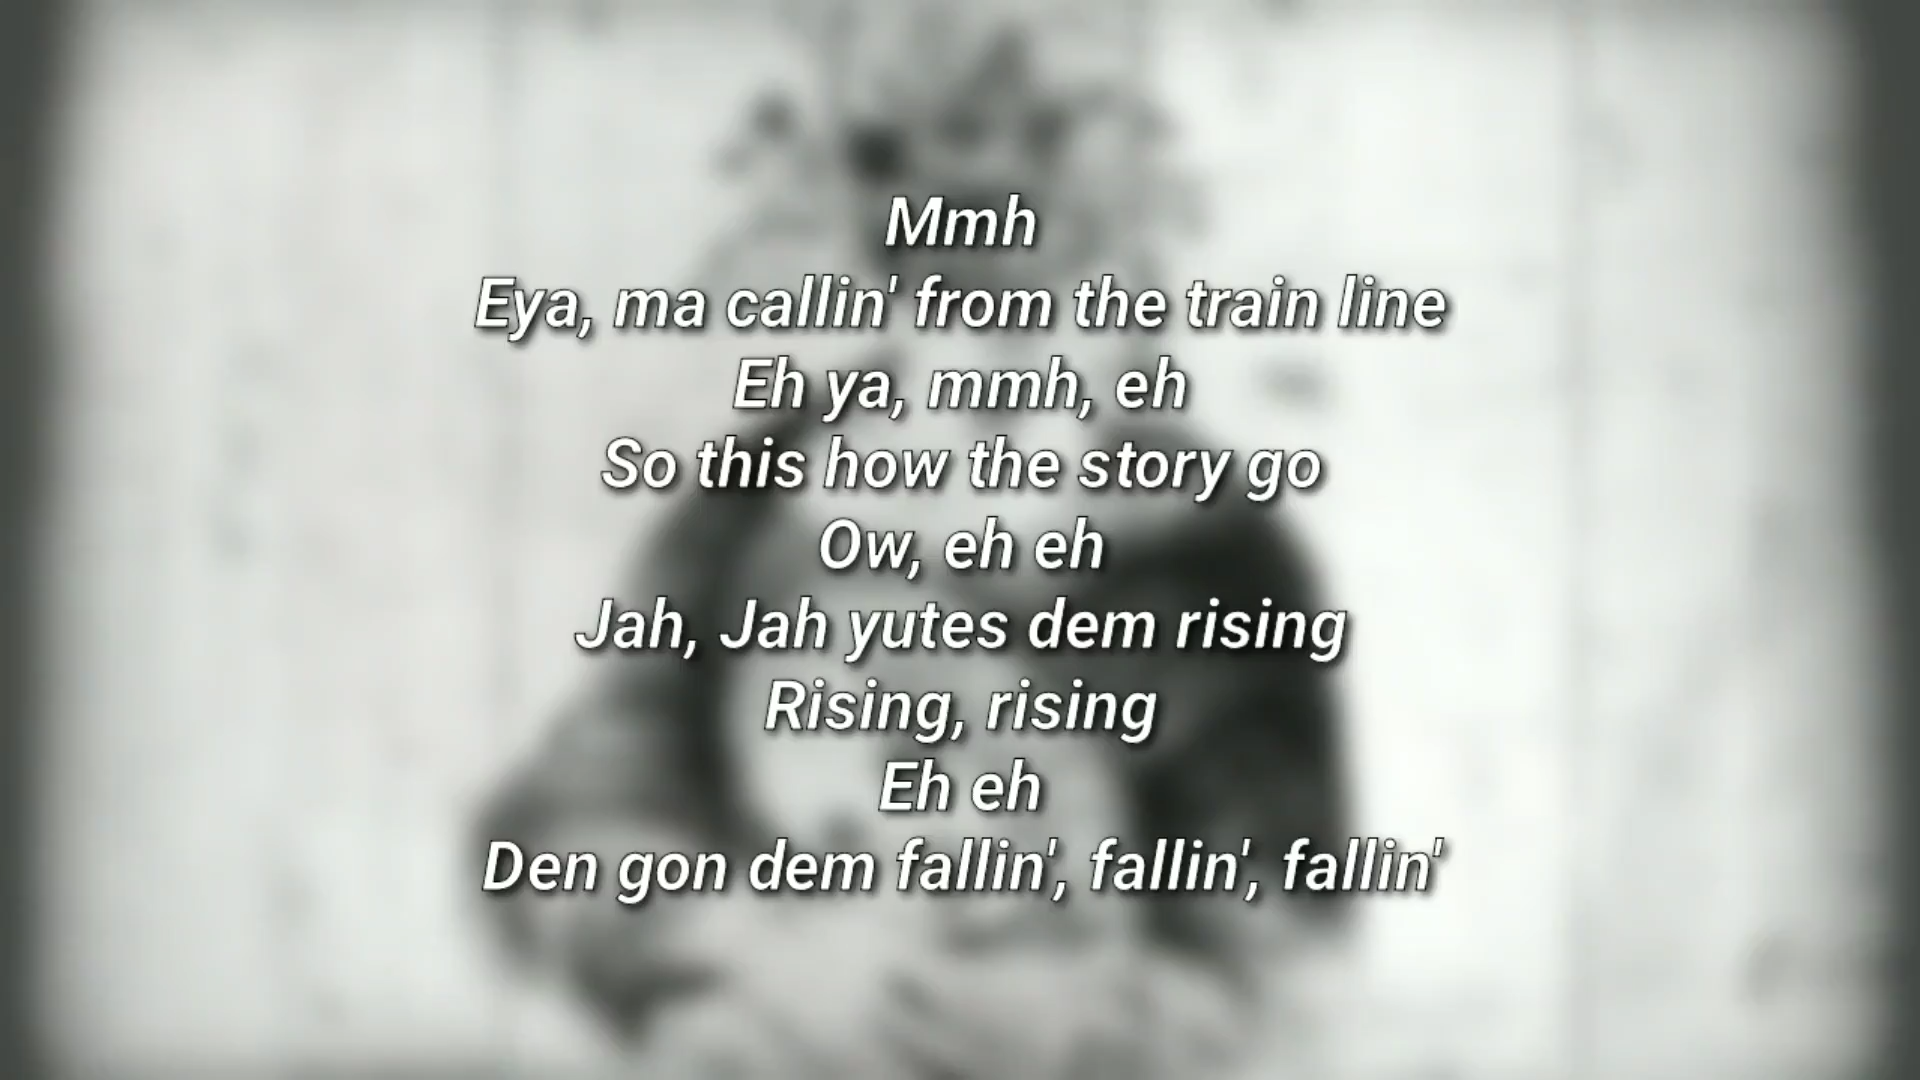 Mmh
Eya, ma callin' from the train line
Eh ya, mmh, eh
So this how the story go
Ow, eh eh
Jah, Jah yutes dem rising
Rising, rising
Eh eh
Den gon dem fallin', fallin', fallin'